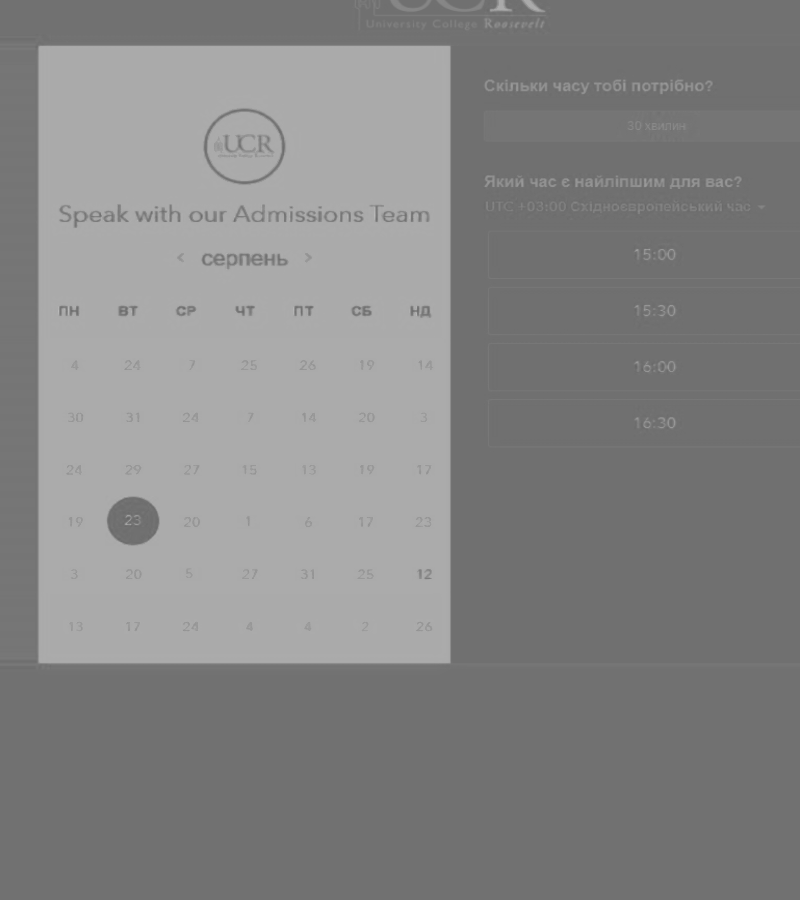 UCR
University College Roosevelt
UCR
University College Roosevelt
Speak with our Admissions Team
< серпень >
ПН ВТ СР ЧТ ПТ СБ НД
4 24 7 25 26 19 14
30 31 24 7 14 20 3
24 29 27 15 13 19 17
19 23 20 1 6 17 23
3 20 5 27 31 25 12
13 17 24 4 4 2 26
Скільки часу тобі потрібно?
30 хвилин
Який час є найліпшим для вас?
UTC +03:00 Східноєвропейський час
15:00
15:30
16:00
16:30